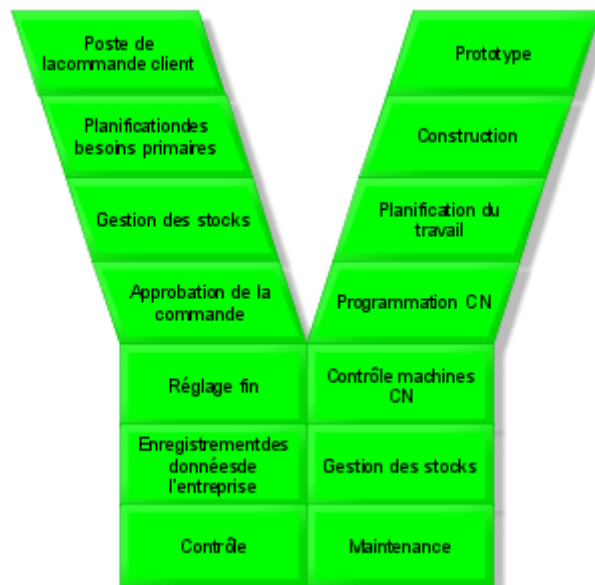 Poste de
lacommande client
Prototype
Planificationdes
besoins primaires
Construction
Gestion des stocks
Planification du
travail
Approbation de la
commande
Programmation CN
Réglage fin
Contrôle machines
CN
Enregistrementdes
donnéesde
l'entreprise
Gestion des stocks
Contrôle
Maintenance